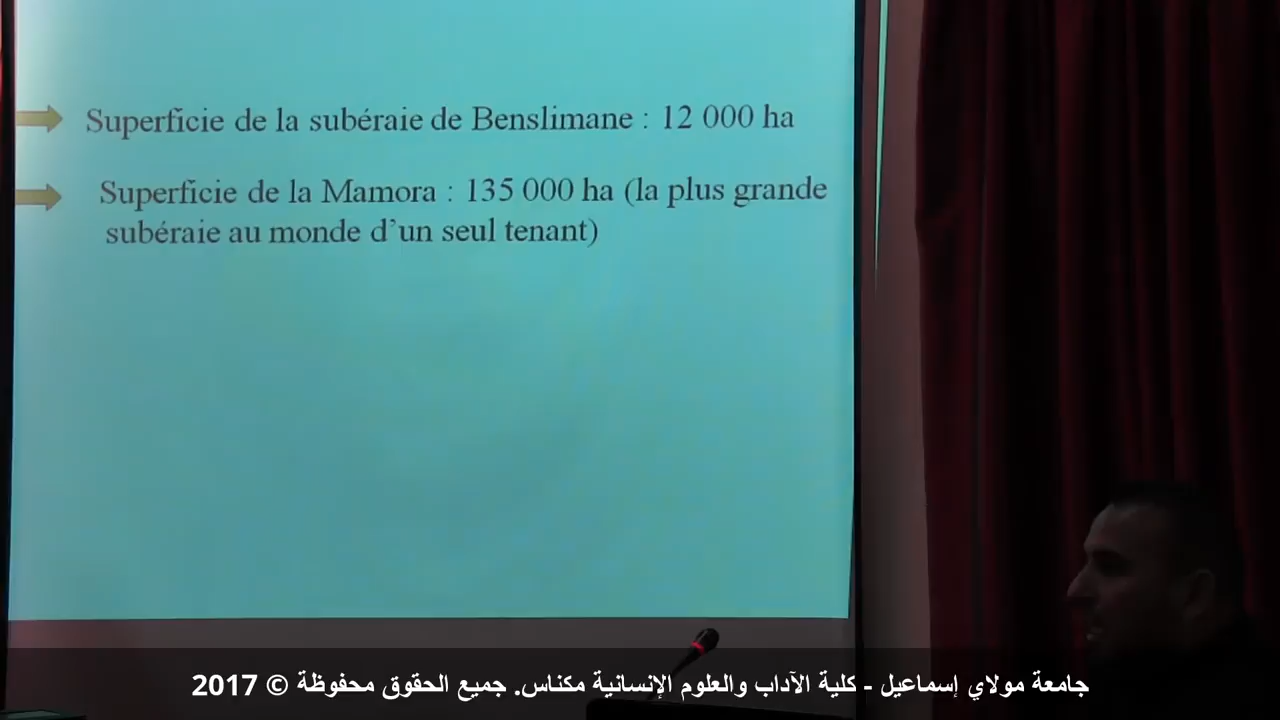 Superficie de la subéraie de Benslimane : 12 000 ha
Superficie de la Mamora : 135 000 ha (la plus grande
subéraie au monde d’un seul tenant)
جامعة مولاي إسماعيل - كلية الآداب والعلوم الإنسانية مكناس. جميع الحقوق محفوظة © 2017